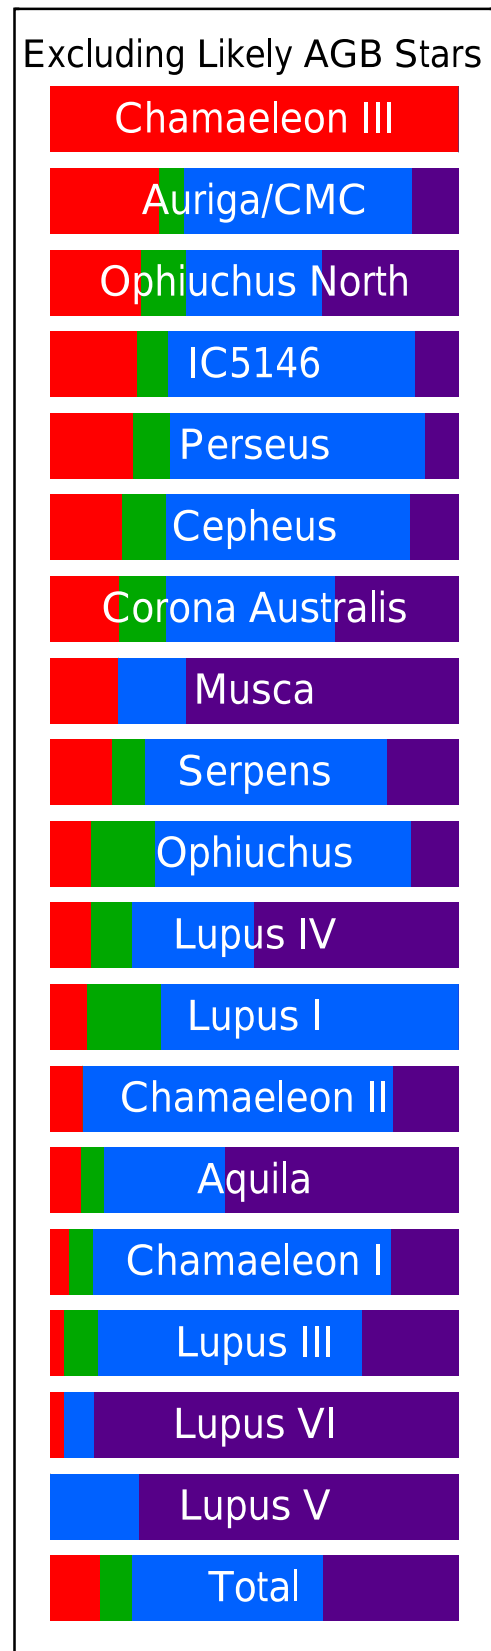 Excluding Likely AGB Stars
Chamaeleon III
Auriga/CMC
Ophiuchus North
IC5146
Perseus
Cepheus
Corona Australis
Musca
Serpens
Ophiuchus
Lupus IV
Lupus I
Chamaeleon II
Aquila
Chamaeleon I
Lupus III
Lupus VI
Lupus V
Total